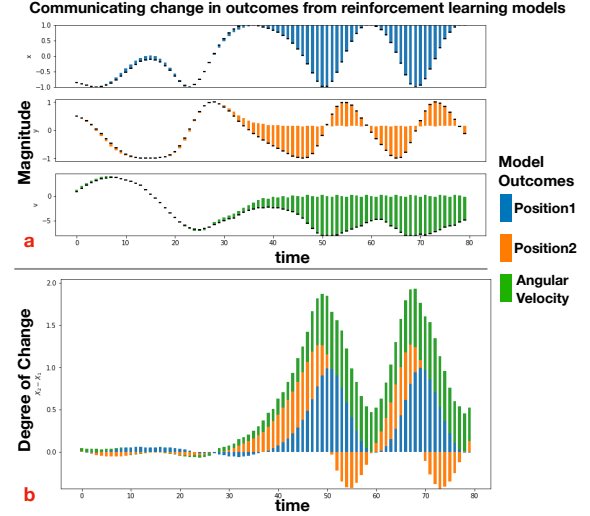 Communicating change in outcomes from reinforcement learning models
Magnitude
x
1.0
0.5
0.0
−0.5
−1.0
y
1
0
−1
v
0
−5
0 10 20 30 40 50 60 70 80
a
time
Model
Outcomes
Position1
Position2
Angular
Velocity
Degree of Change
X₂ − X₁
2.0
1.5
1.0
0.5
0.0
0 10 20 30 40 50 60 70 80
b
time